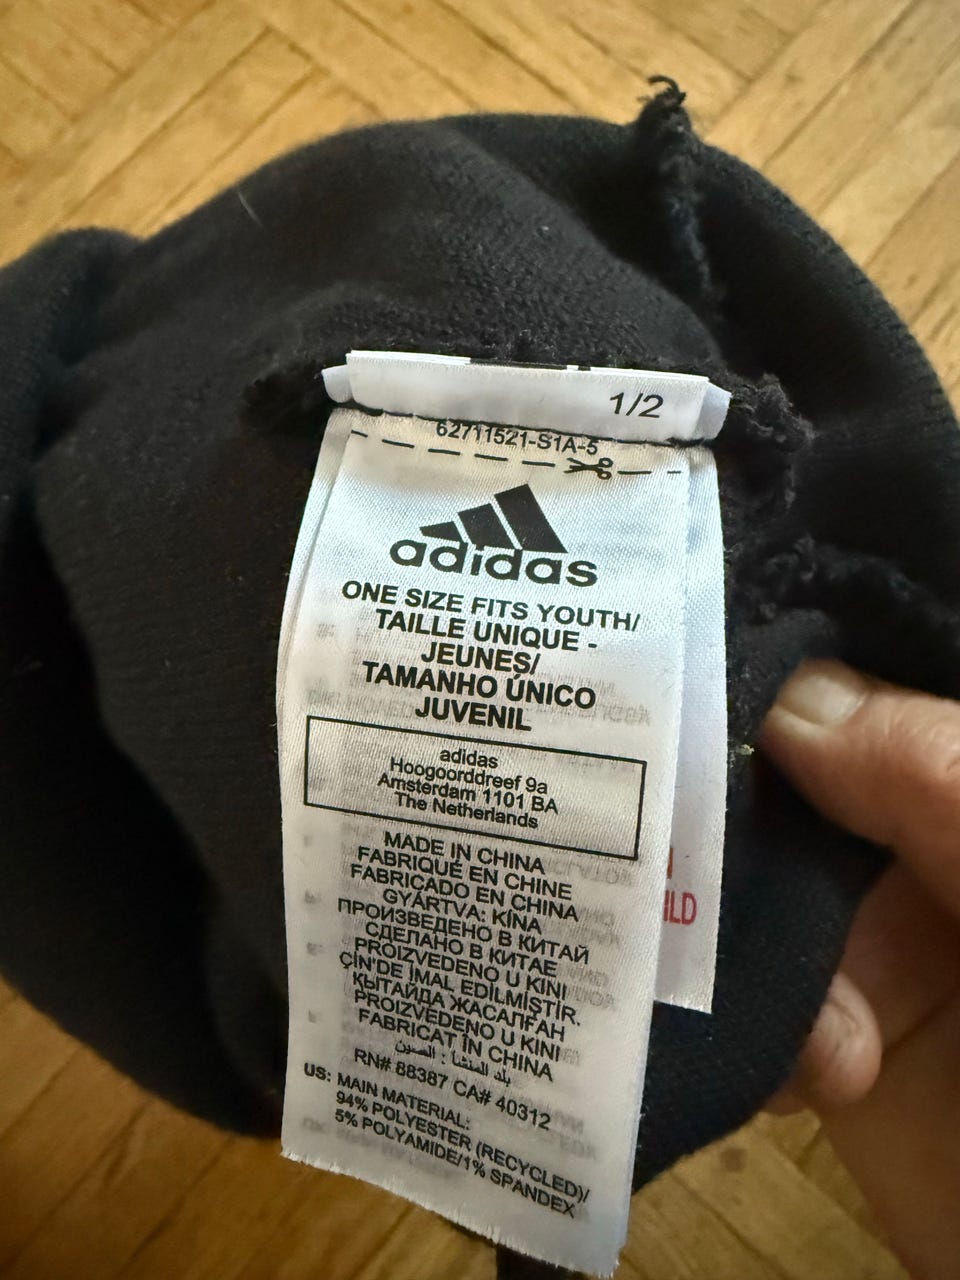 1/2
62711521-S1A-5
adidas
ONE SIZE FITS YOUTH/
TAILLE UNIQUE -
JEUNES/
TAMANHO ÚNICO
JUVENIL
adidas
Hoogoorddreef 9a
Amsterdam 1101 BA
The Netherlands
MADE IN CHINA
FABRIQUÉ EN CHINE
FABRICADO EN CHINA
GYÁRTVA: KÍNA
ПРОИЗВЕДЕНО В КИТАЙ
СДЕЛАНО В КИТАЕ
PROIZVEDENO U KINI
ÇİN'DE İMAL EDİLMİŞTİR.
ҚЫТАЙДА ЖАСАЛҒАН
PROIZVEDENO U KINI
FABRICAT ÎN CHINA
بلد المنشأ : الصين
RN# 88387 CA# 40312
US: MAIN MATERIAL:
94% POLYESTER (RECYCLED)/
5% POLYAMIDE/1% SPANDEX